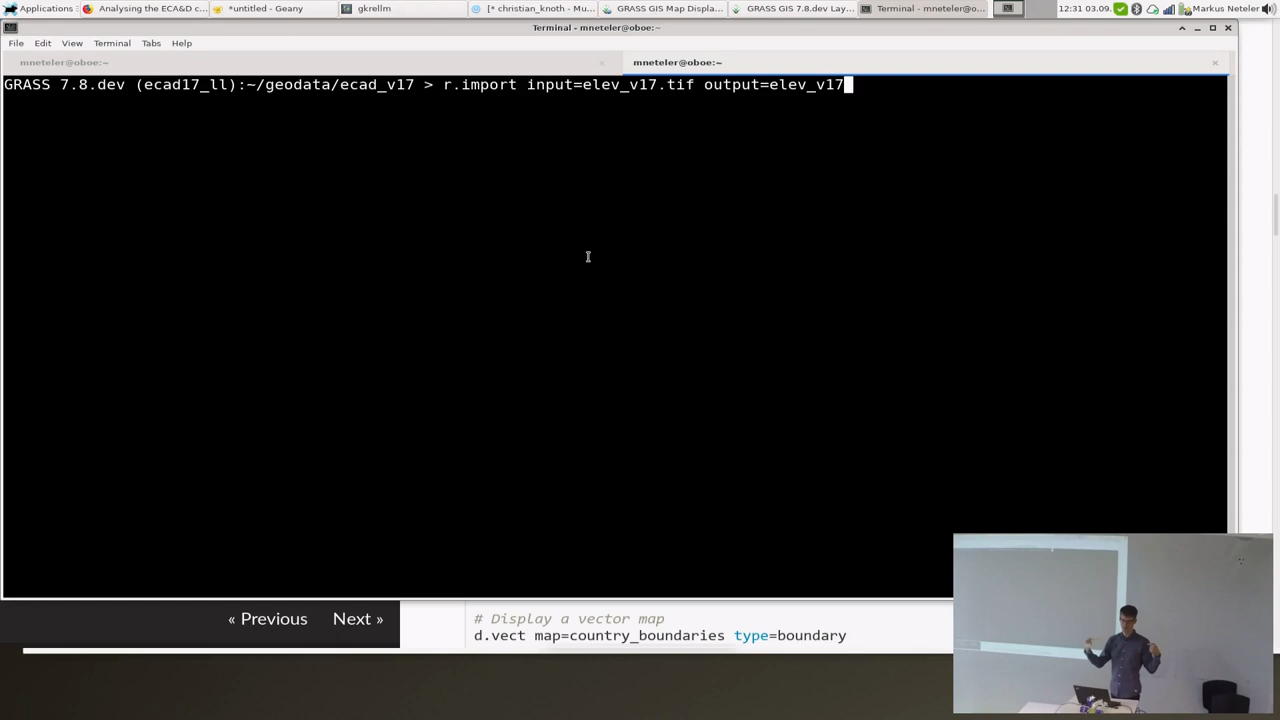 Applications
Analysing the ECA&D c...
*untitled - Geany
gkrellm
[* christian_knoth - Mu...
GRASS GIS Map Displa...
GRASS GIS 7.8.dev Lay...
Terminal - mneteler@o...
12:31 03.09.
Markus Neteler
Terminal - mneteler@oboe:~
File Edit View Terminal Tabs Help
mneteler@oboe:~
mneteler@oboe:~
GRASS 7.8.dev (ecad17_ll):~/geodata/ecad_v17 > r.import input=elev_v17.tif output=elev_v17
« Previous Next »
# Display a vector map
d.vect map=country_boundaries type=boundary